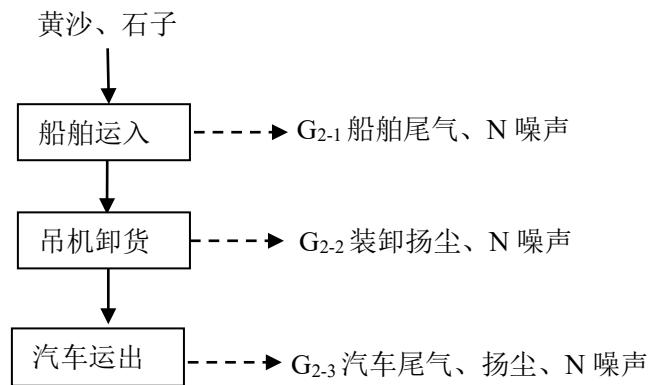 黄沙、石子
船舶运入
G2-1 船舶尾气、N 噪声
吊机卸货
G2-2 装卸扬尘、N 噪声
汽车运出
G2-3 汽车尾气、扬尘、N 噪声